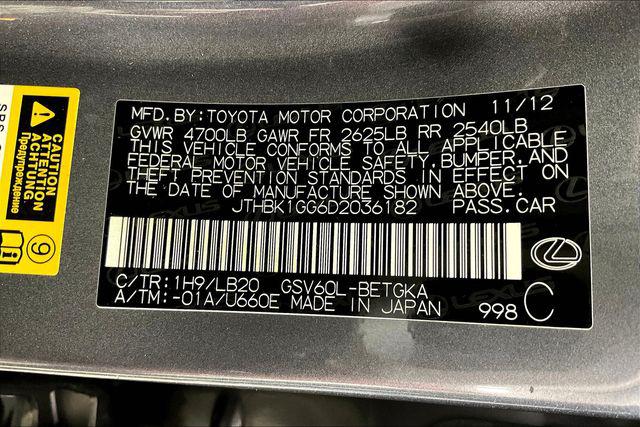 MFD. BY: TOYOTA MOTOR CORPORATION 11/12
GVWR 4700LB GAWR FR 2625LB RR 2540LB
THIS VEHICLE CONFORMS TO ALL APPLICABLE
FEDERAL MOTOR VEHICLE SAFETY, BUMPER, AND
THEFT PREVENTION STANDARDS IN EFFECT ON
THE DATE OF MANUFACTURE SHOWN ABOVE.
JTHBK1GG6D2036182 PASS. CAR
C/TR: 1H9/LB20 GSV60L-BETGKA
A/TM: -01A/U660E MADE IN JAPAN
998 C
CAUTION
ATTENTION
ACHTUNG
Предупреждение
9